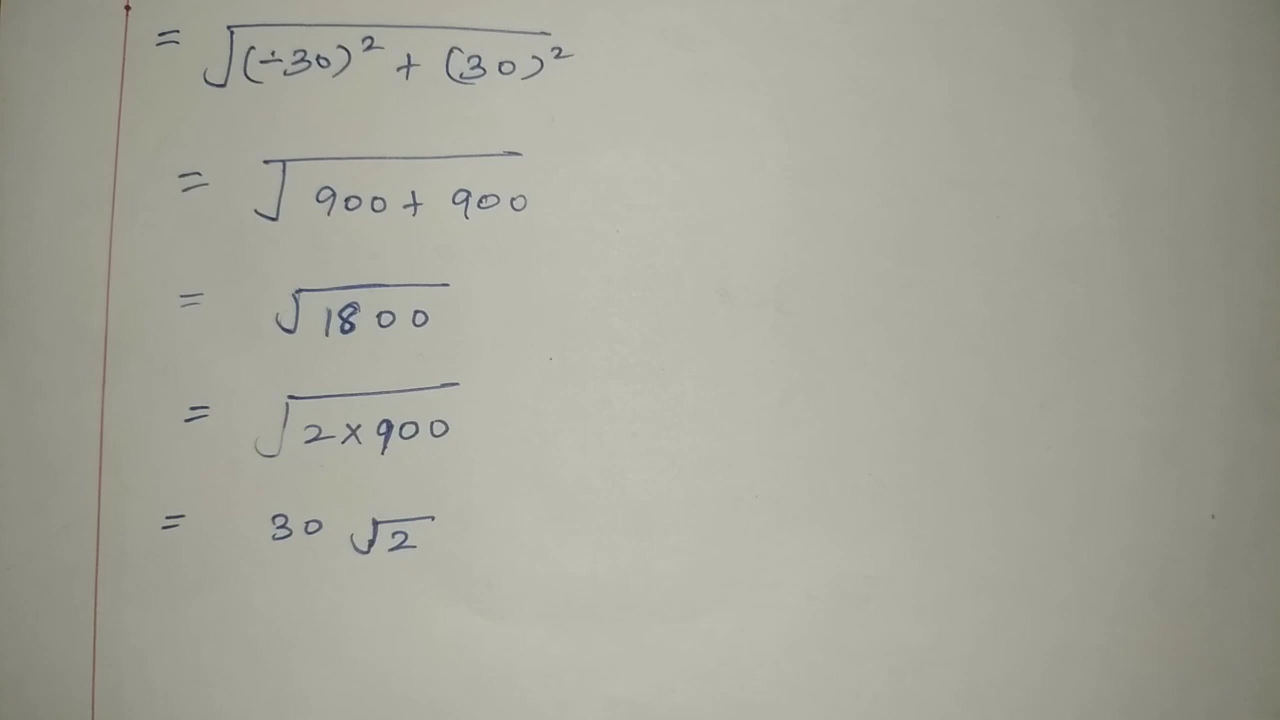 = √(-30)² + (30)²
= √900 + 900
= √1800
= √2 × 900
= 30 √2